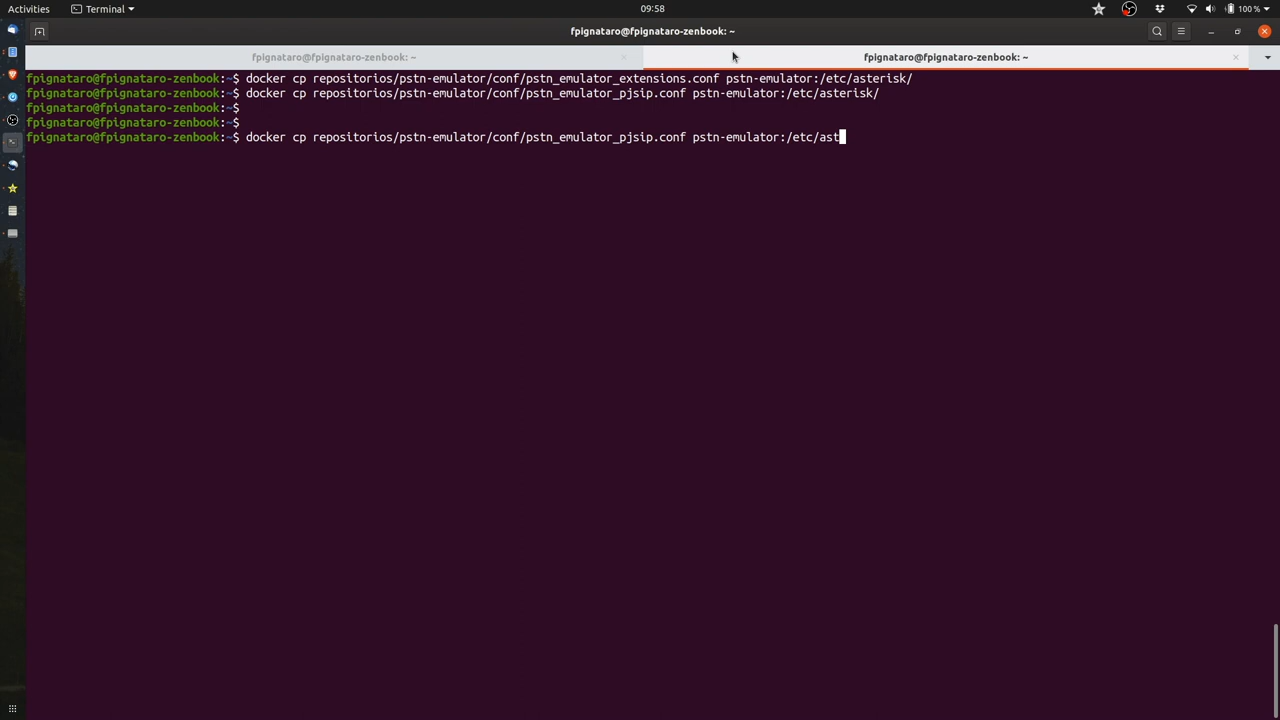 Activities
Terminal
09:58
100 %
fpignataro@fpignataro-zenbook: ~
fpignataro@fpignataro-zenbook: ~
fpignataro@fpignataro-zenbook: ~
fpignataro@fpignataro-zenbook:~$ docker cp repositorios/pstn-emulator/conf/pstn_emulator_extensions.conf pstn-emulator:/etc/asterisk/
fpignataro@fpignataro-zenbook:~$ docker cp repositorios/pstn-emulator/conf/pstn_emulator_pjsip.conf pstn-emulator:/etc/asterisk/
fpignataro@fpignataro-zenbook:~$
fpignataro@fpignataro-zenbook:~$
fpignataro@fpignataro-zenbook:~$ docker cp repositorios/pstn-emulator/conf/pstn_emulator_pjsip.conf pstn-emulator:/etc/ast